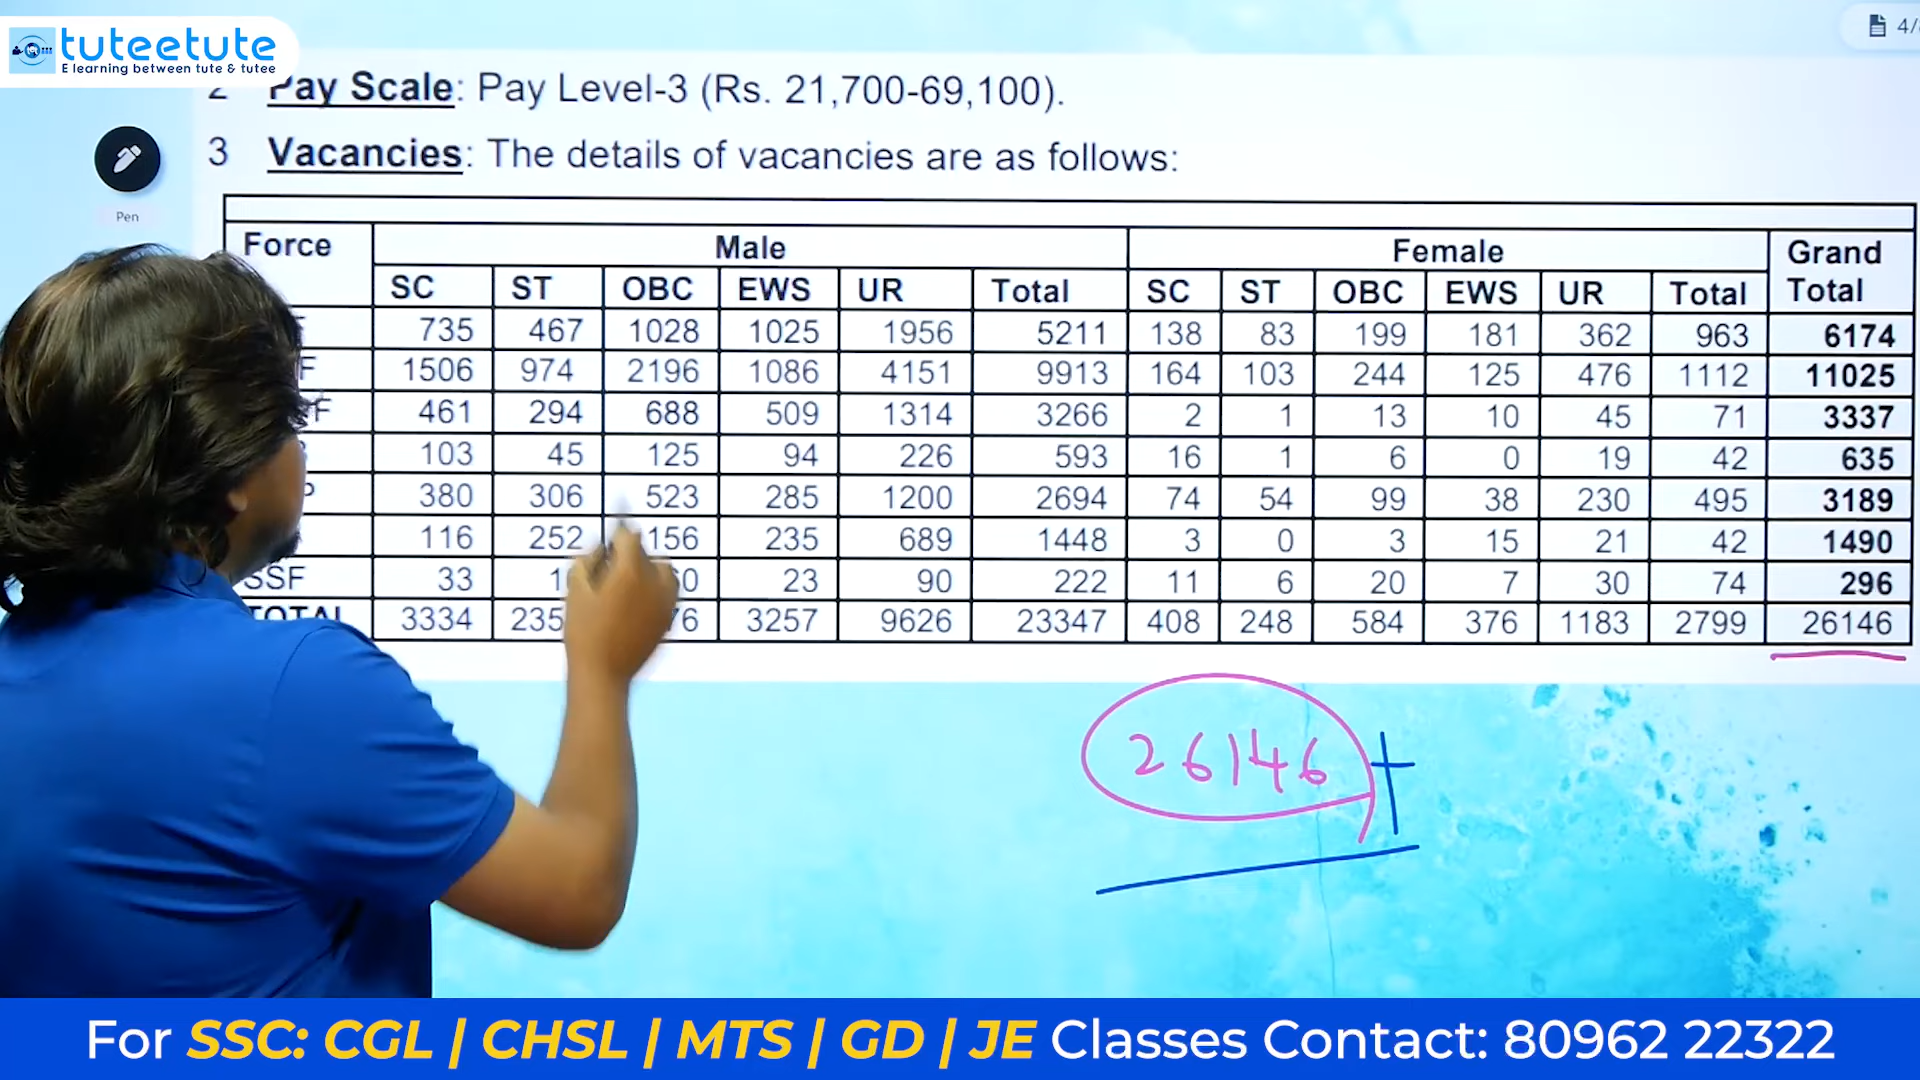 tuteetute
E learning between tute & tutee
4/
2 Pay Scale: Pay Level-3 (Rs. 21,700-69,100).
Pen
3 Vacancies: The details of vacancies are as follows:
Force Male Female Grand Total
SC ST OBC EWS UR Total SC ST OBC EWS UR Total
735 467 1028 1025 1956 5211 138 83 199 181 362 963 6174
F 1506 974 2196 1086 4151 9913 164 103 244 125 476 1112 11025
F 461 294 688 509 1314 3266 2 1 13 10 45 71 3337
103 45 125 94 226 593 16 1 6 0 19 42 635
P 380 306 523 285 1200 2694 74 54 99 38 230 495 3189
116 252 156 235 689 1448 3 0 3 15 21 42 1490
SSF 33 23 90 222 11 6 20 7 30 74 296
TOTAL 3334 235 76 3257 9626 23347 408 248 584 376 1183 2799 26146
26146+
For SSC: CGL | CHSL | MTS | GD | JE Classes Contact: 80962 22322